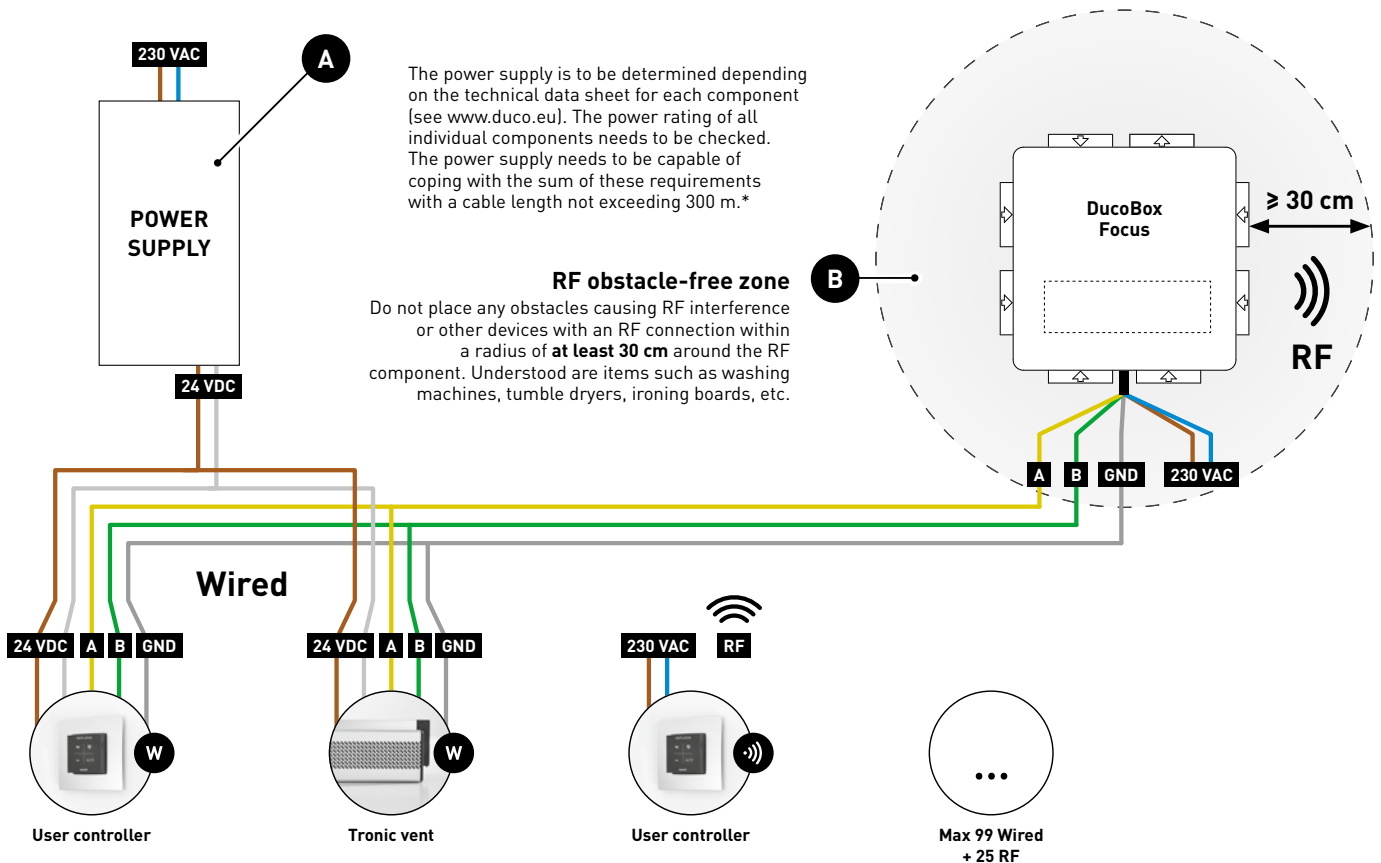 230 VAC
A
POWER
SUPPLY
24 VDC
The power supply is to be determined depending
on the technical data sheet for each component
(see www.duco.eu). The power rating of all
individual components needs to be checked.
The power supply needs to be capable of
coping with the sum of these requirements
with a cable length not exceeding 300 m.*
RF obstacle-free zone
B
Do not place any obstacles causing RF interference
or other devices with an RF connection within
a radius of at least 30 cm around the RF
component. Understood are items such as washing
machines, tumble dryers, ironing boards, etc.
DucoBox
Focus
≥ 30 cm
RF
A B GND 230 VAC
Wired
24 VDC A B GND
W
User controller
24 VDC A B GND
W
Tronic vent
230 VAC RF
User controller
...
Max 99 Wired
+ 25 RF